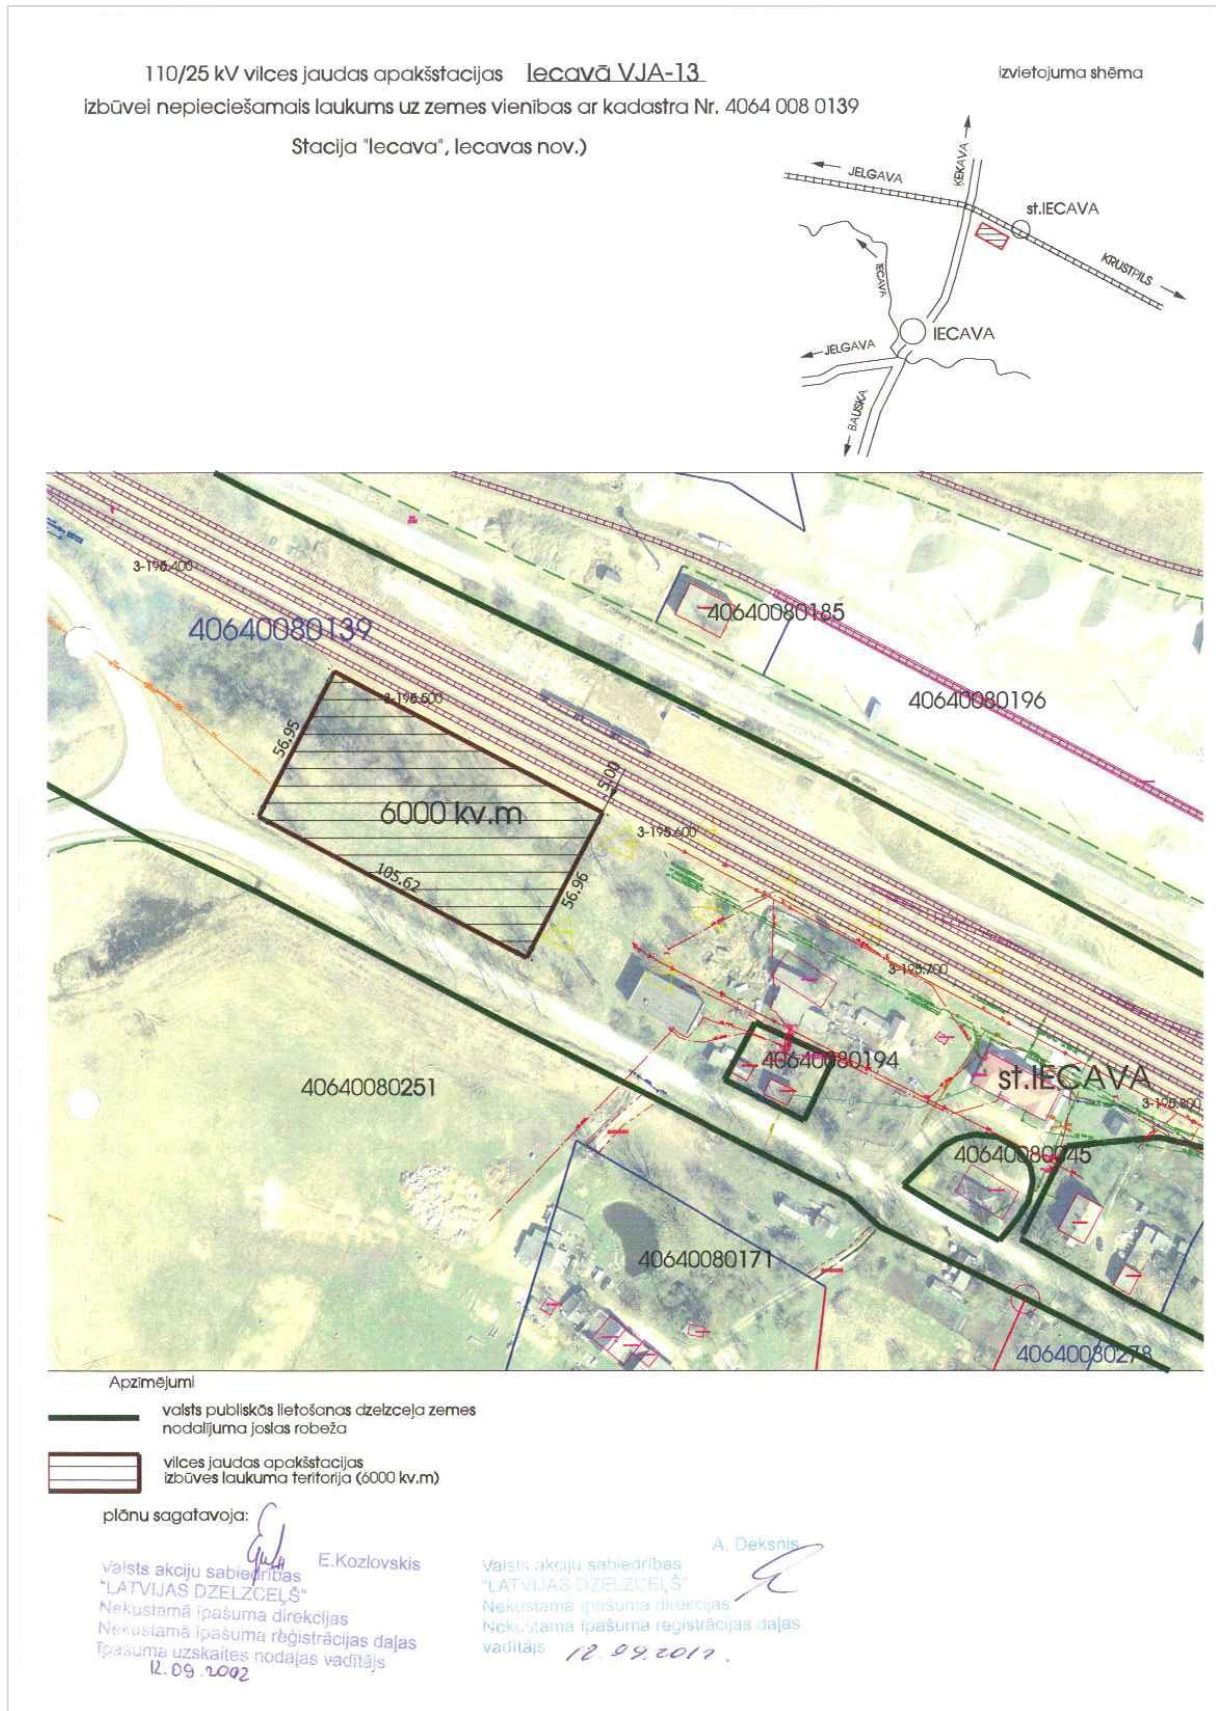 110/25 kV vilces jaudas apakšstacijas Iecavā VJA-13
izbūvei nepieciešamais laukums uz zemes vienības ar kadastra Nr. 4064 008 0139
Stacija "Iecava", Iecavas nov.)
izvietojuma shēma
JELGAVA
ĶEKAVA
st.IECAVA
KRUSTPILS
IECAVA
IECAVA
JELGAVA
BAUSKA
3-195.400
40640080139
40640080185
3-195.500
40640080196
56.95
5.00
6000 kv.m
3-195.600
105.62
56.96
3-195.700
40640080194
40640080251
st.IECAVA
3-195.800
40640080245
40640080171
40640080278
Apzīmējumi
valsts publiskās lietošanas dzelzceļa zemes
nodalījuma joslas robeža
vilces jaudas apakšstacijas
izbūves laukuma teritorija (6000 kv.m)
plānu sagatavoja:
E.Kozlovskis
Valsts akciju sabiedrības
"LATVIJAS DZELZCEĻŠ"
Nekustamā īpašuma direkcijas
Nekustamā īpašuma reģistrācijas daļas
Īpašuma uzskaites nodaļas vadītājs
12.09.2002
A. Deksnis
Valsts akciju sabiedrības
"LATVIJAS DZELZCEĻŠ"
Nekustamā īpašuma direkcijas
Nekustamā īpašuma reģistrācijas daļas
vadītājs 12.09.2012.